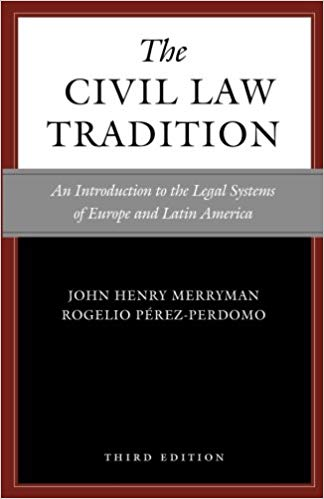 The
CIVIL LAW
TRADITION
An Introduction to the Legal Systems
of Europe and Latin America
JOHN HENRY MERRYMAN
ROGELIO PÉREZ-PERDOMO
THIRD EDITION